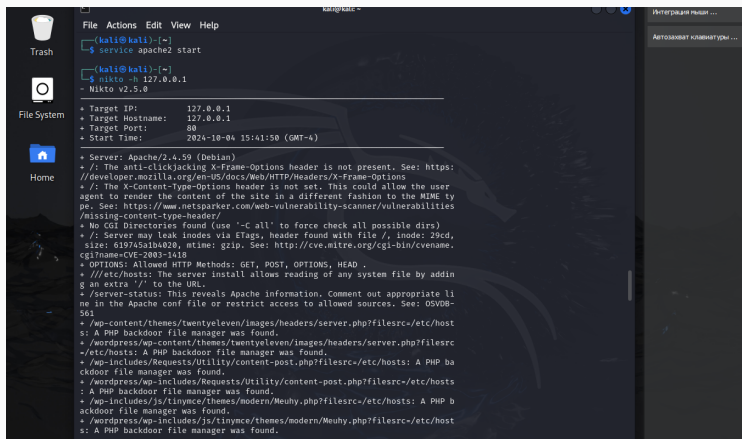 kali@kali: ~
File Actions Edit View Help
Интеграция мыши ...
Автозахват клавиатуры ...
Trash
File System
Home
(kali㉿kali)-[~]
$ service apache2 start
(kali㉿kali)-[~]
$ nikto -h 127.0.0.1
- Nikto v2.5.0
+ Target IP: 127.0.0.1
+ Target Hostname: 127.0.0.1
+ Target Port: 80
+ Start Time: 2024-10-04 15:41:50 (GMT-4)
+ Server: Apache/2.4.59 (Debian)
+ /: The anti-clickjacking X-Frame-Options header is not present. See: https:
//developer.mozilla.org/en-US/docs/Web/HTTP/Headers/X-Frame-Options
+ /: The X-Content-Type-Options header is not set. This could allow the user
agent to render the content of the site in a different fashion to the MIME ty
pe. See: https://www.netsparker.com/web-vulnerability-scanner/vulnerabilities
/missing-content-type-header/
+ No CGI Directories found (use '-C all' to force check all possible dirs)
+ /: Server may leak inodes via ETags, header found with file /, inode: 29cd,
size: 619745a1b4020, mtime: gzip. See: http://cve.mitre.org/cgi-bin/cvename.
cgi?name=CVE-2003-1418
+ OPTIONS: Allowed HTTP Methods: GET, POST, OPTIONS, HEAD .
+ ///etc/hosts: The server install allows reading of any system file by addin
g an extra '/' to the URL.
+ /server-status: This reveals Apache information. Comment out appropriate li
ne in the Apache conf file or restrict access to allowed sources. See: OSVDB-
561
+ /wp-content/themes/twentyeleven/images/headers/server.php?filesrc=/etc/host
s: A PHP backdoor file manager was found.
+ /wordpress/wp-content/themes/twentyeleven/images/headers/server.php?filesrc
=/etc/hosts: A PHP backdoor file manager was found.
+ /wp-includes/Requests/Utility/content-post.php?filesrc=/etc/hosts: A PHP ba
ckdoor file manager was found.
+ /wordpress/wp-includes/Requests/Utility/content-post.php?filesrc=/etc/hosts
: A PHP backdoor file manager was found.
+ /wp-includes/js/tinymce/themes/modern/Meuhy.php?filesrc=/etc/hosts: A PHP b
ackdoor file manager was found.
+ /wordpress/wp-includes/js/tinymce/themes/modern/Meuhy.php?filesrc=/etc/host
s: A PHP backdoor file manager was found.